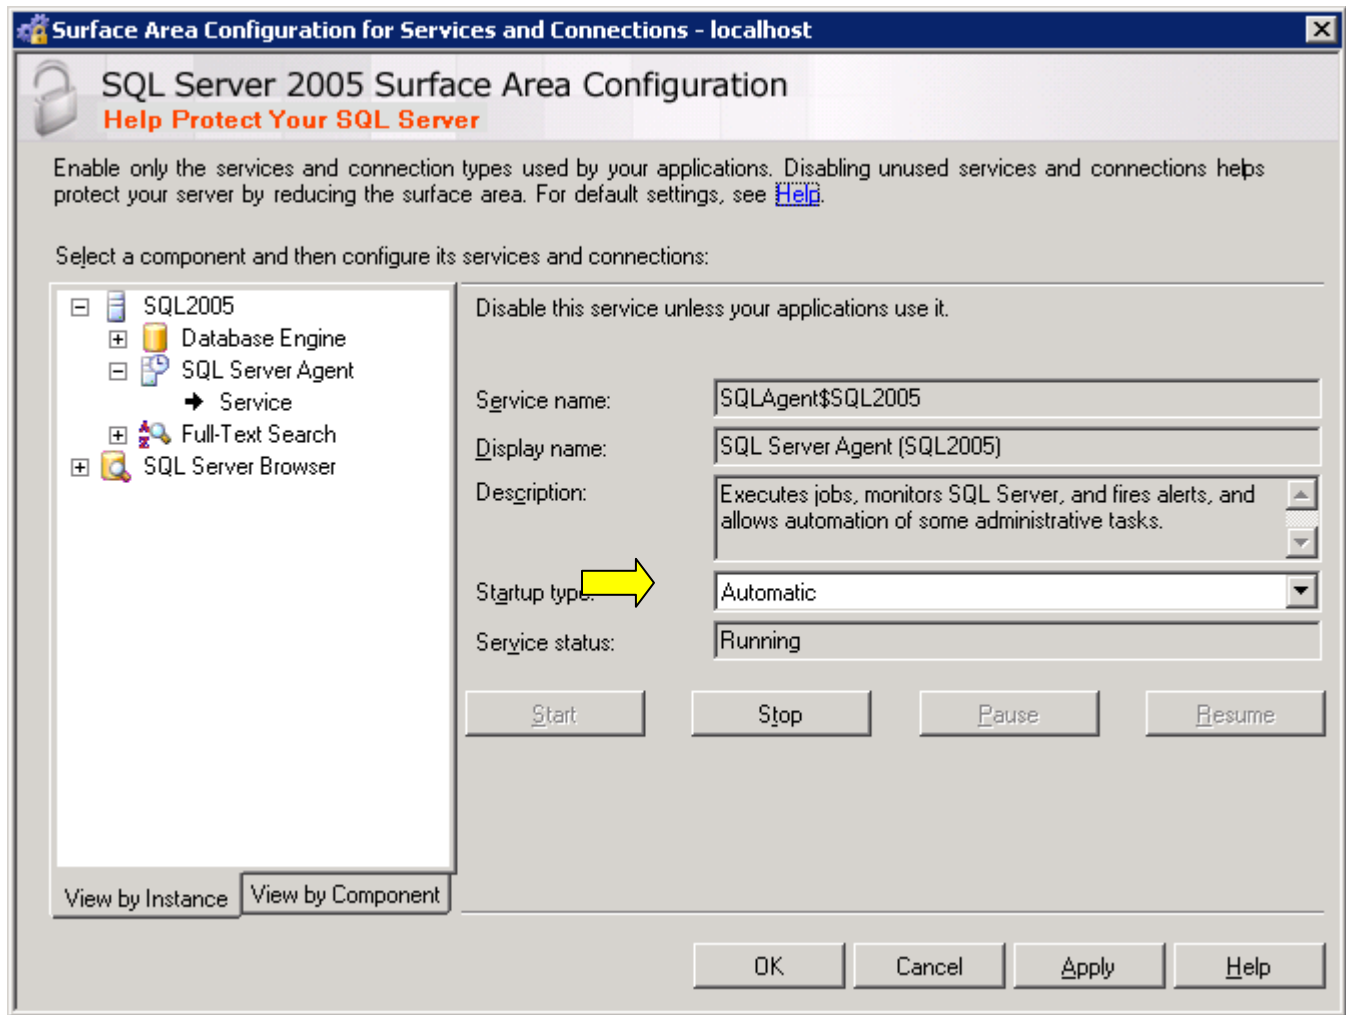 Surface Area Configuration for Services and Connections - localhost
SQL Server 2005 Surface Area Configuration
Help Protect Your SQL Server
Enable only the services and connection types used by your applications. Disabling unused services and connections helps
protect your server by reducing the surface area. For default settings, see Help.
Select a component and then configure its services and connections:
SQL2005
Database Engine
SQL Server Agent
Service
Full-Text Search
SQL Server Browser
View by Instance
View by Component
Disable this service unless your applications use it.
Service name:
SQLAgent$SQL2005
Display name:
SQL Server Agent (SQL2005)
Description:
Executes jobs, monitors SQL Server, and fires alerts, and
allows automation of some administrative tasks.
Startup type:
Automatic
Service status:
Running
Start
Stop
Pause
Resume
OK
Cancel
Apply
Help